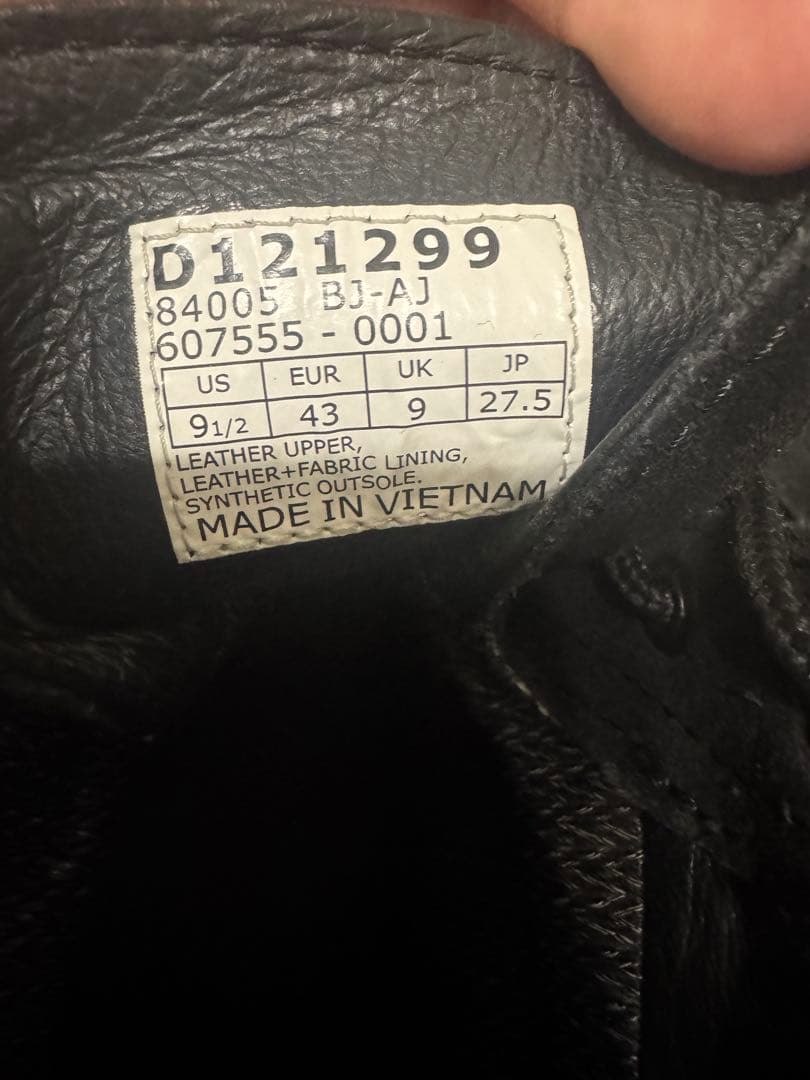 D121299
84005 BJ-AJ
607555 - 0001
US EUR UK JP
9 1/2 43 9 27.5
LEATHER UPPER,
LEATHER+FABRIC LINING,
SYNTHETIC OUTSOLE.
MADE IN VIETNAM